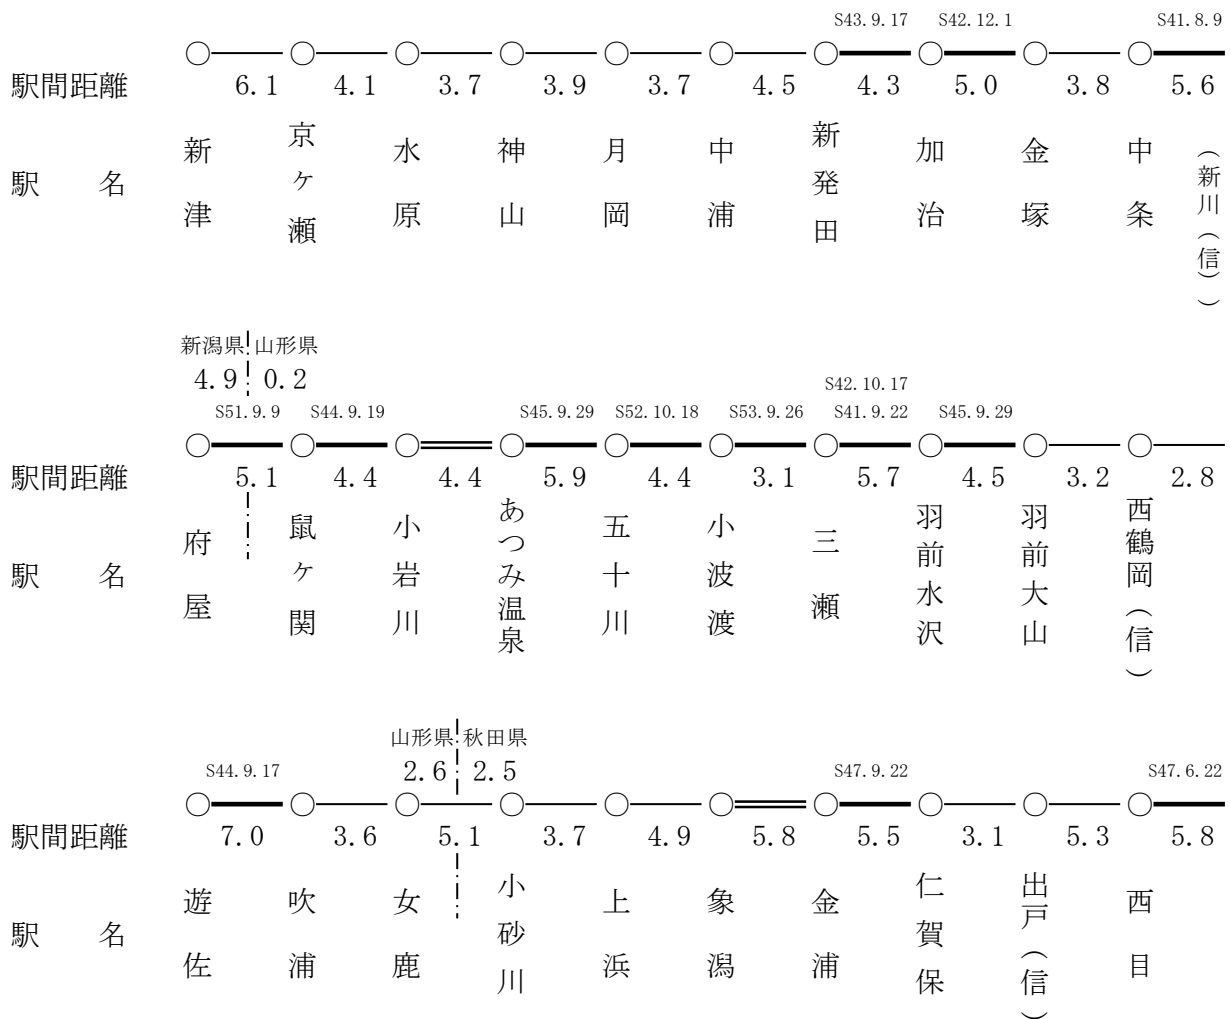 S43.9.17 S42.12.1 S41.8.9
駅間距離 6.1 4.1 3.7 3.9 3.7 4.5 4.3 5.0 3.8 5.6
駅名 新津 京ケ瀬 水原 神山 月岡 中浦 新発田 加治 金塚 中条 (新川(信))
新潟県 山形県
4.9 0.2
S42.10.17
S51.9.9 S44.9.19 S45.9.29 S52.10.18 S53.9.26 S41.9.22 S45.9.29
駅間距離 5.1 4.4 4.4 5.9 4.4 3.1 5.7 4.5 3.2 2.8
駅名 府屋 鼠ケ関 小岩川 あつみ温泉 五十川 小波渡 三瀬 羽前水沢 羽前大山 西鶴岡(信)
山形県 秋田県
2.6 2.5
S44.9.17 S47.9.22 S47.6.22
駅間距離 7.0 3.6 5.1 3.7 4.9 5.8 5.5 3.1 5.3 5.8
駅名 遊佐 吹浦 女鹿 小砂川 上浜 象潟 金浦 仁賀保 出戸(信) 西目